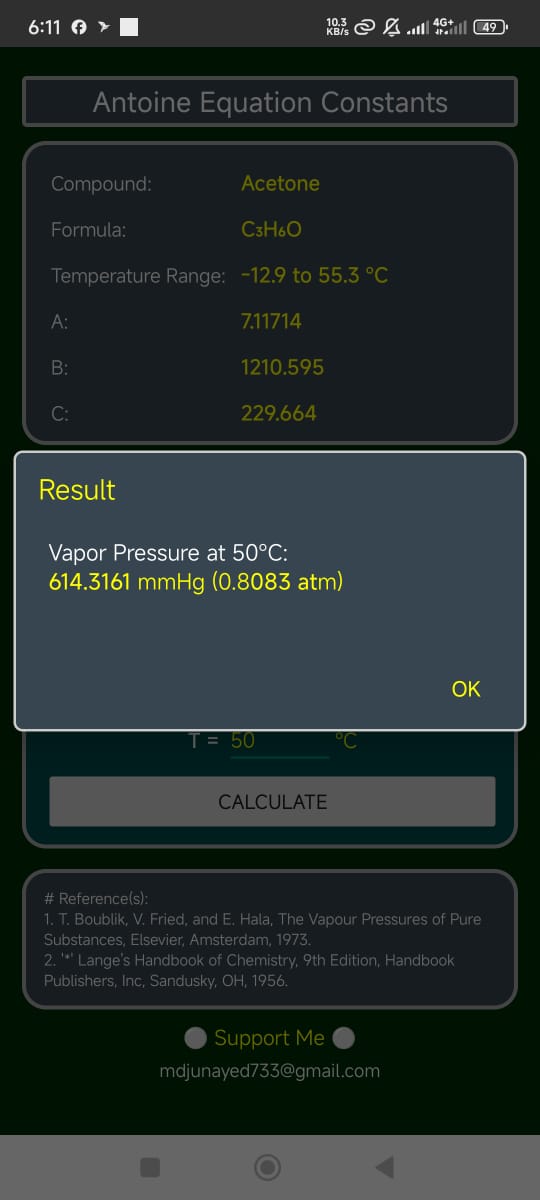 6:11
10.3
KB/s
4G+
49
Antoine Equation Constants
Compound: Acetone
Formula: C₃H₆O
Temperature Range: -12.9 to 55.3 °C
A: 7.11714
B: 1210.595
C: 229.664
Result
Vapor Pressure at 50°C:
614.3161 mmHg (0.8083 atm)
OK
T = 50 °C
CALCULATE
# Reference(s):
1. T. Boublik, V. Fried, and E. Hala, The Vapour Pressures of Pure
Substances, Elsevier, Amsterdam, 1973.
2. '*' Lange's Handbook of Chemistry, 9th Edition, Handbook
Publishers, Inc, Sandusky, OH, 1956.
Support Me
mdjunayed733@gmail.com